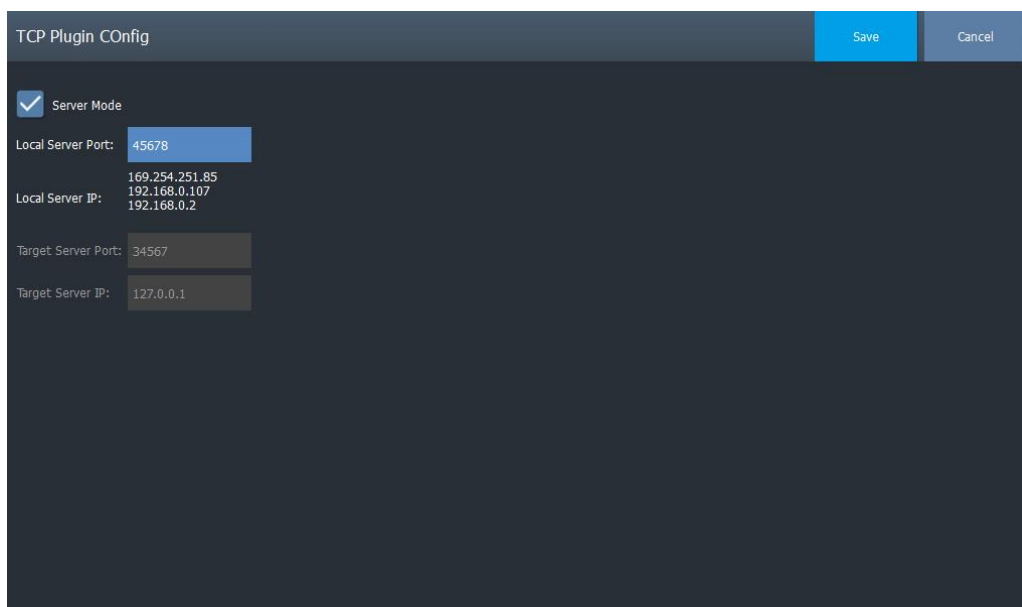 TCP Plugin COnfig
Save
Cancel
Server Mode
Local Server Port: 45678
Local Server IP: 169.254.251.85
192.168.0.107
192.168.0.2
Target Server Port: 34567
Target Server IP: 127.0.0.1